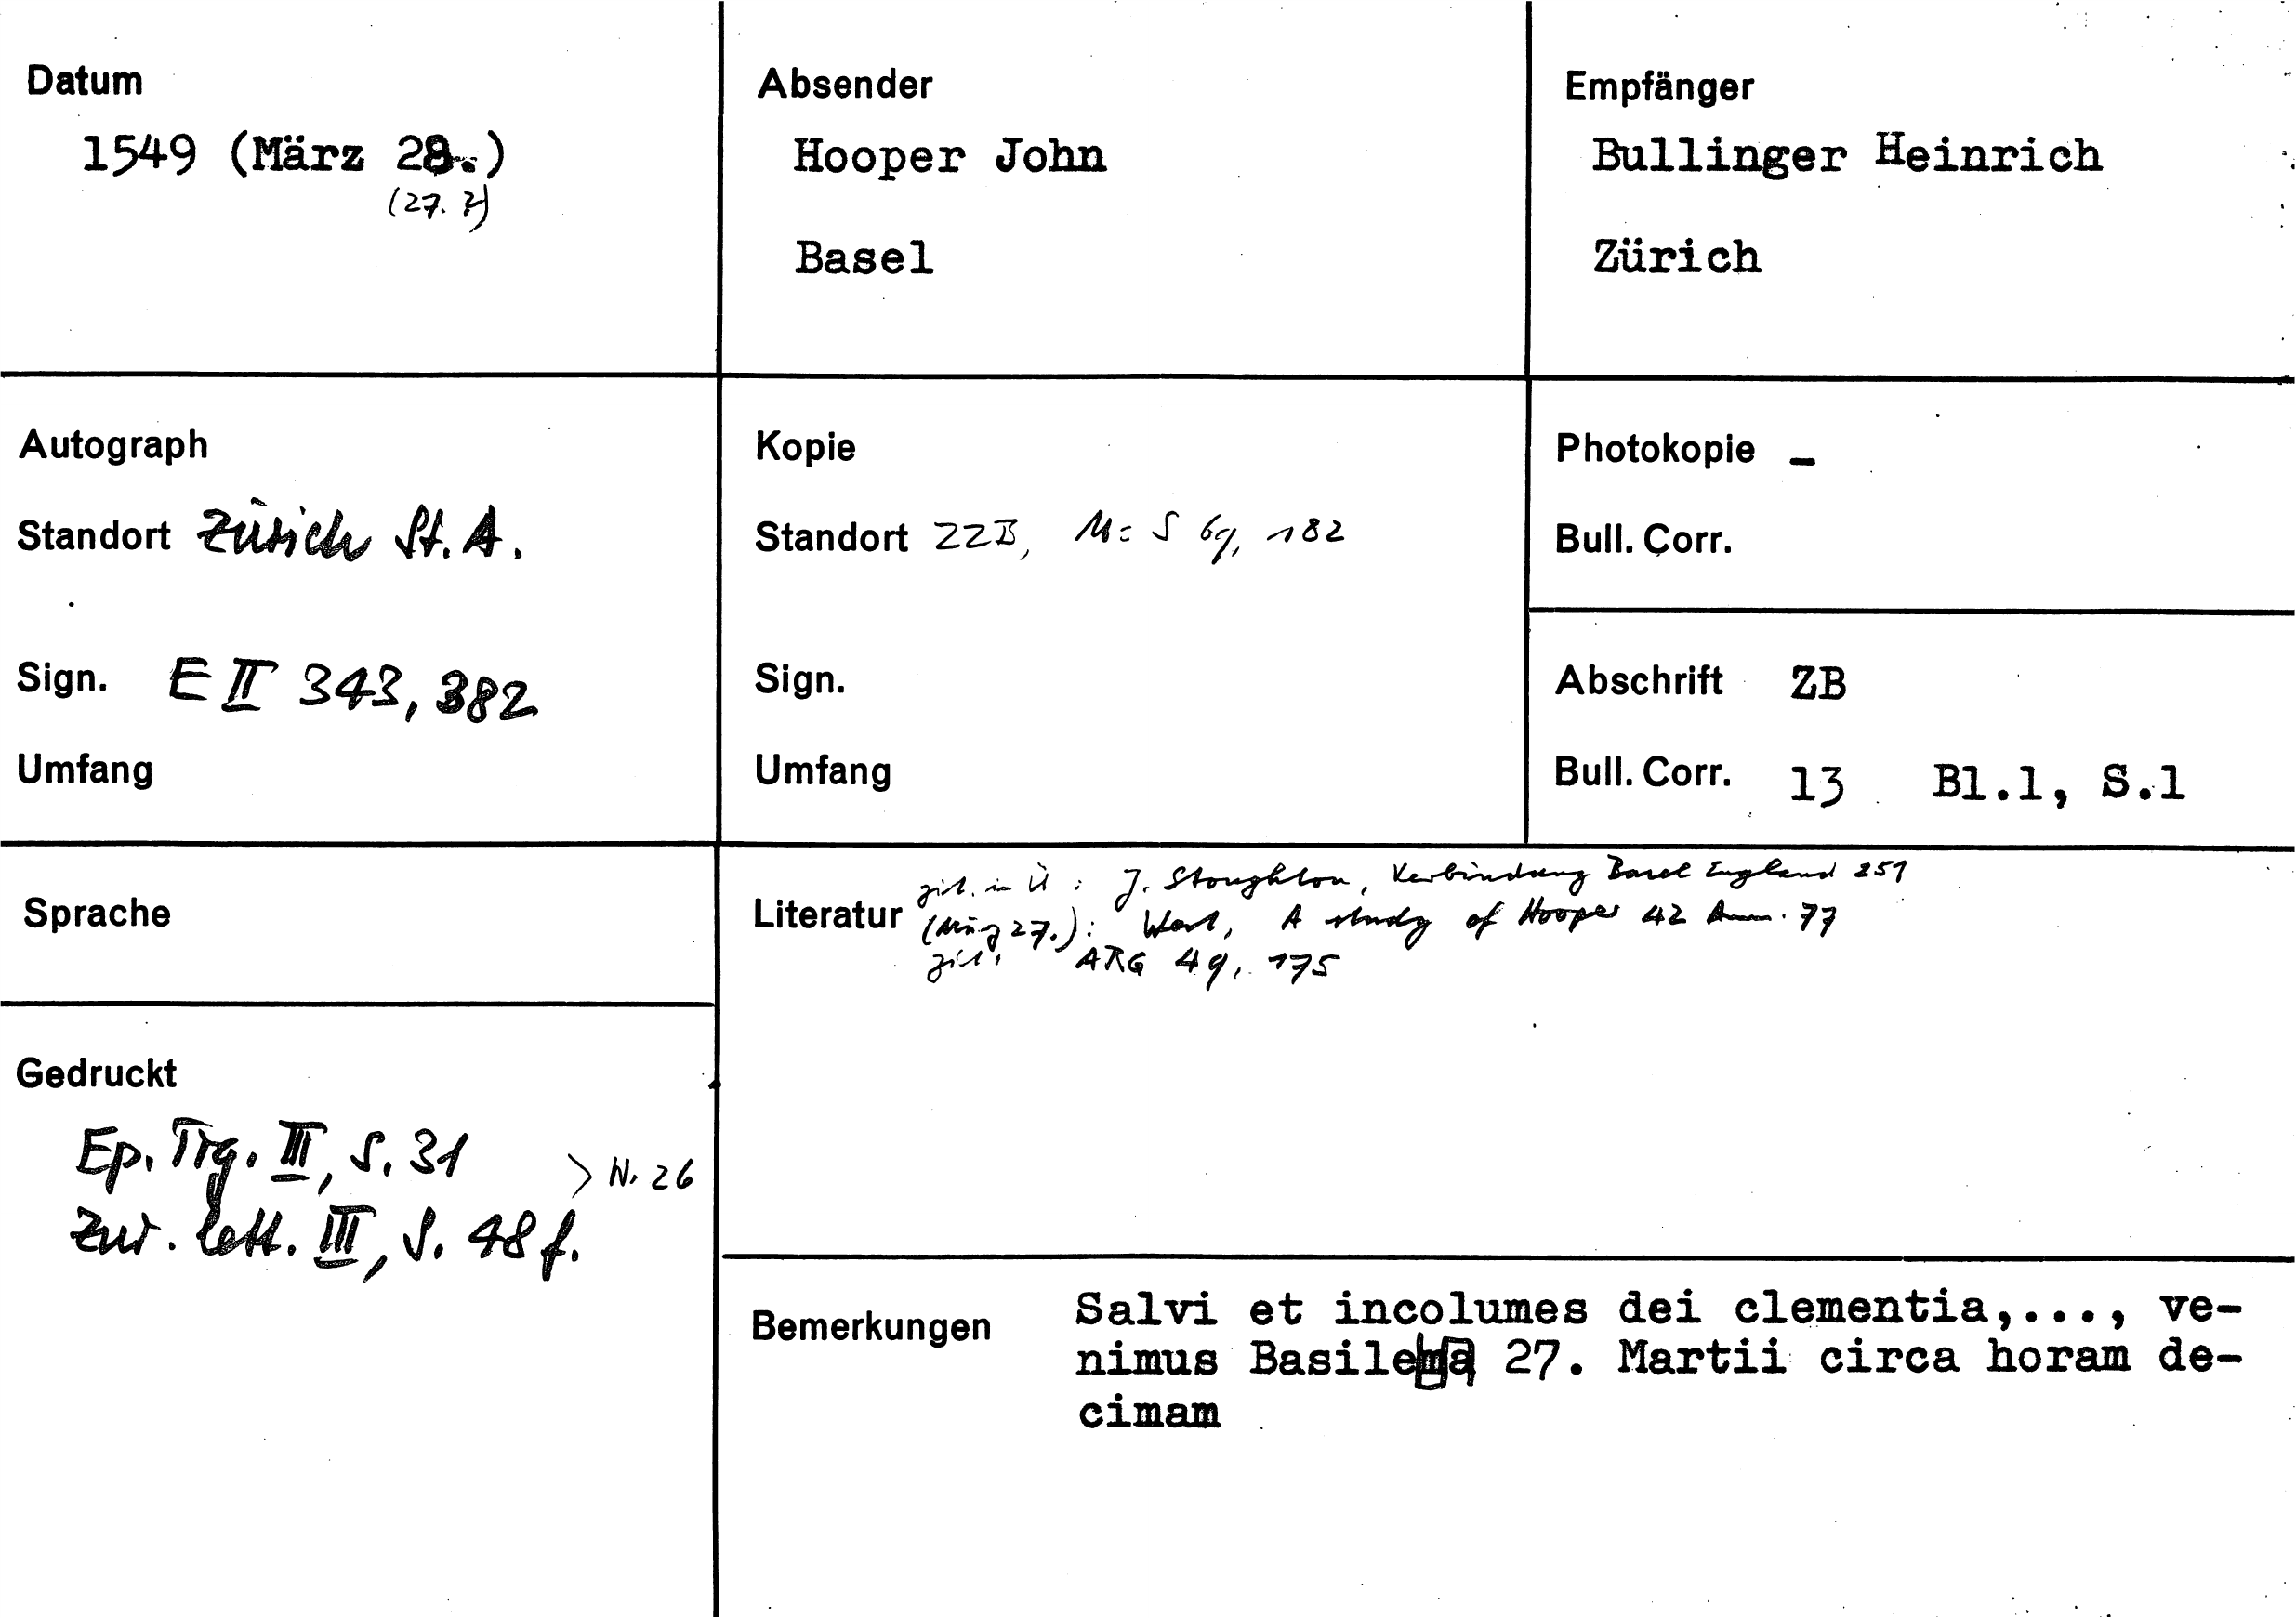 Datum
1549 (März 28.)
(27. ?)
Absender
Hooper John
Basel
Empfänger
Bullinger Heinrich
Zürich
Autograph
Standort Zürich St. A.
Sign. E II 343, 382
Umfang
Kopie
Standort ZZB, Ms S 69, 182
Sign.
Umfang
Photokopie –
Bull. Corr.
Abschrift ZB
Bull. Corr. 13 Bl.1, S.1
Sprache
Gedruckt
Ep. Tig. III, S. 31
> N. 26
Zur. lett. III, S. 48 f.
Literatur
zit. in Ü : J. Stoughton, Verbindung Basel England 251
(März 27.): West, A study of Hooper 42 Anm. 77
zit. ARG 49, 175
Bemerkungen
Salvi et incolumes dei clementia,..., ve-
nimus 27. Martii circa horam de-
cimam